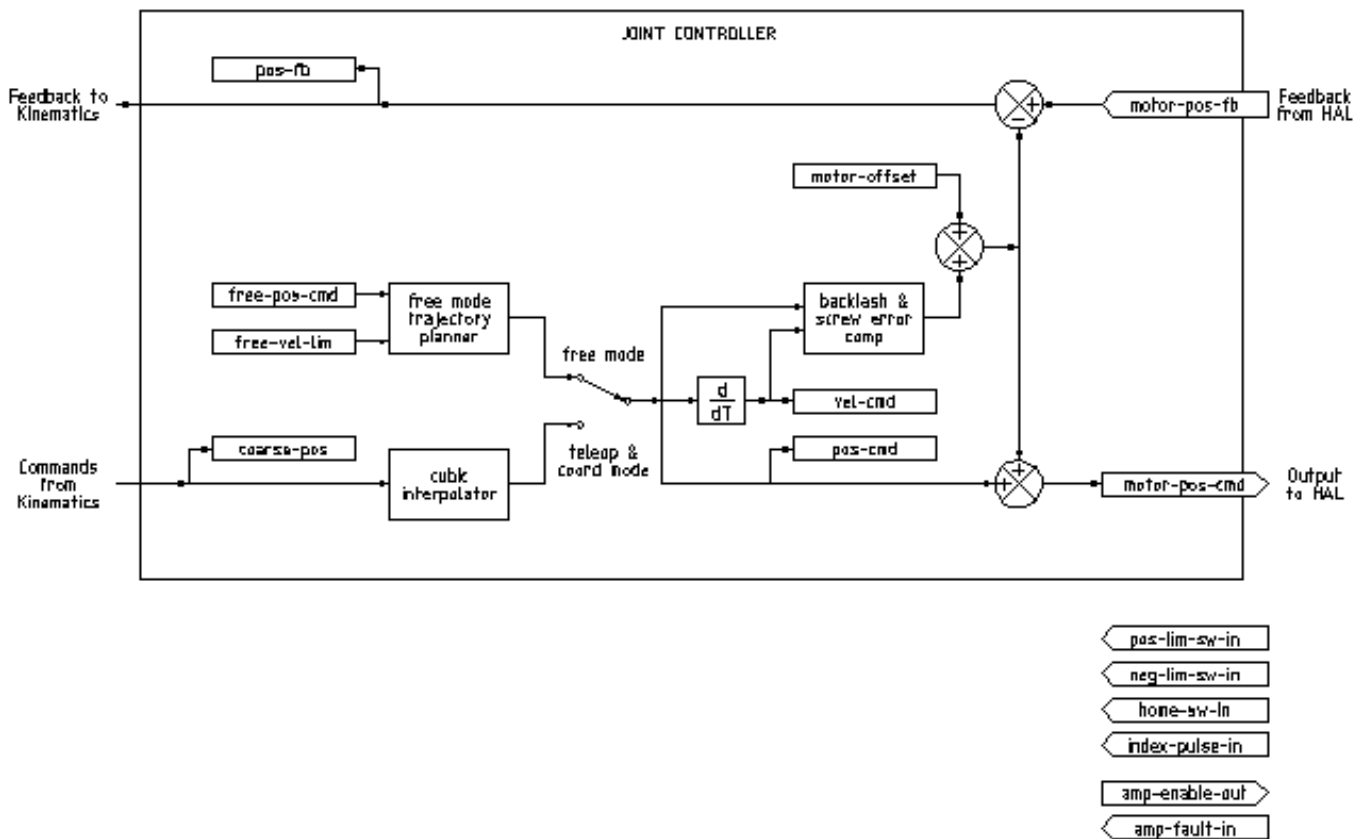 JOINT CONTROLLER
pos-fb
Feedback to
Kinematics
+
-
motor-pos-fb
Feedback
from HAL
motor-offset
+
+
free-pos-cmd
free-vel-lim
free mode
trajectory
planner
backlash &
screw error
comp
free mode
d
dT
vel-cmd
coarse-pos
teleop &
coord mode
pos-cmd
Commands
from
Kinematics
cubic
interpolator
+
+
motor-pos-cmd
Output
to HAL
pos-lim-sw-in
neg-lim-sw-in
home-sw-in
index-pulse-in
amp-enable-out
amp-fault-in